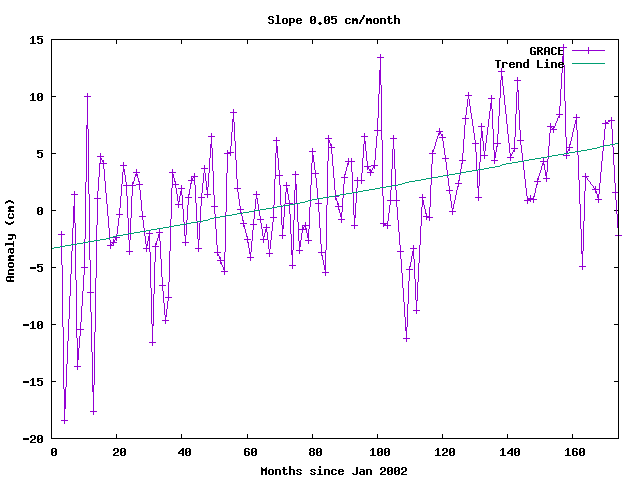 Slope 0.05 cm/month
GRACE
Trend Line
15
10
5
0
-5
-10
-15
-20
Anomaly (cm)
0 20 40 60 80 100 120 140 160
Months since Jan 2002